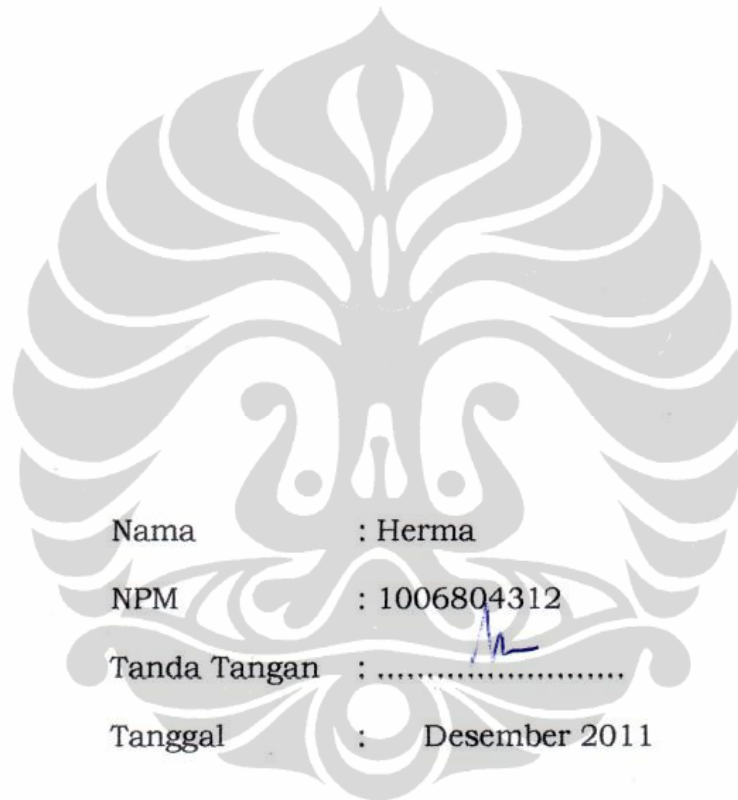 Nama : Herma
NPM : 1006804312
Tanda Tangan : ........................
Tanggal : Desember 2011